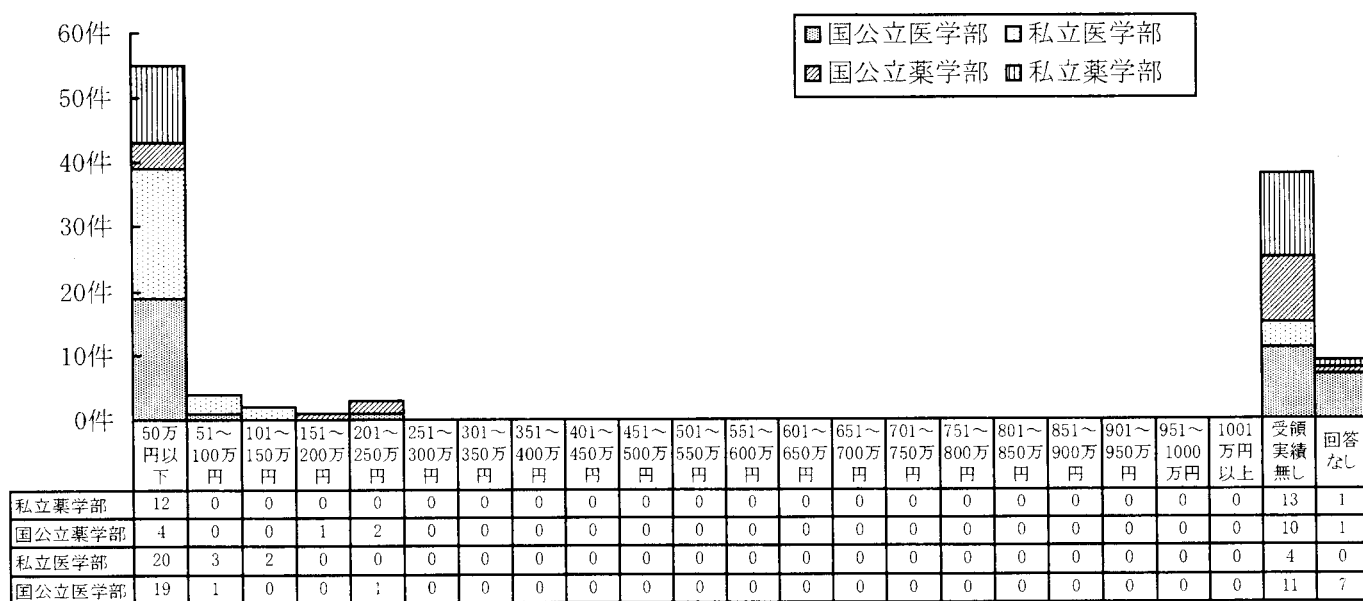 60件
50件
40件
30件
20件
10件
0件
国公立医学部 私立医学部
国公立薬学部 私立薬学部
50万円以下 51～100万円 101～150万円 151～200万円 201～250万円 251～300万円 301～350万円 351～400万円 401～450万円 451～500万円 501～550万円 551～600万円 601～650万円 651～700万円 701～750万円 751～800万円 801～850万円 851～900万円 901～950万円 951～1000万円 1001万円以上 受領実績無し 回答なし
私立薬学部 12 0 0 0 0 0 0 0 0 0 0 0 0 0 0 0 0 0 0 0 0 13 1
国公立薬学部 4 0 0 1 2 0 0 0 0 0 0 0 0 0 0 0 0 0 0 0 0 10 1
私立医学部 20 3 2 0 0 0 0 0 0 0 0 0 0 0 0 0 0 0 0 0 0 4 0
国公立医学部 19 1 0 0 1 0 0 0 0 0 0 0 0 0 0 0 0 0 0 0 0 11 7